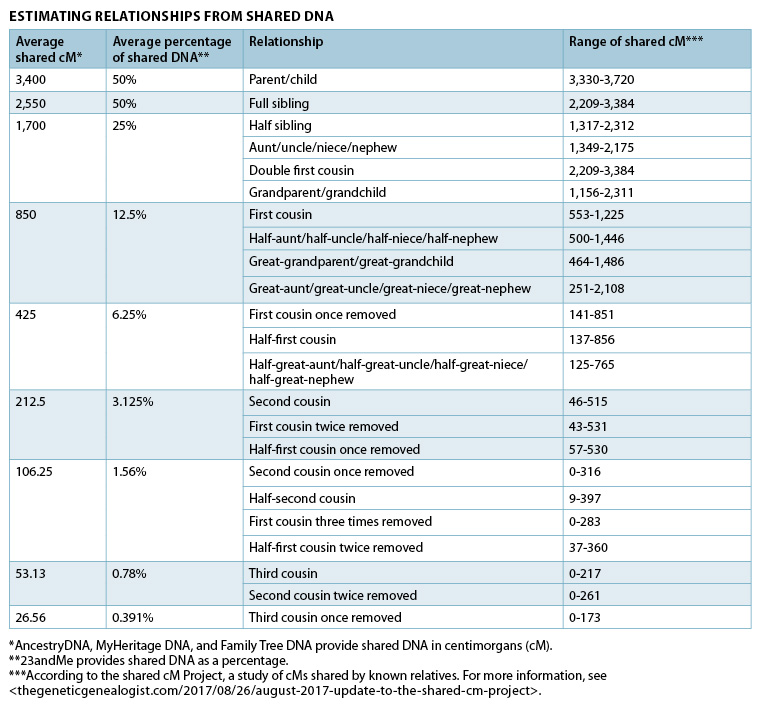 ESTIMATING RELATIONSHIPS FROM SHARED DNA
Average shared cM* Average percentage of shared DNA** Relationship Range of shared cM***
3,400 50% Parent/child 3,330-3,720
2,550 50% Full sibling 2,209-3,384
1,700 25% Half sibling 1,317-2,312
Aunt/uncle/niece/nephew 1,349-2,175
Double first cousin 2,209-3,384
Grandparent/grandchild 1,156-2,311
850 12.5% First cousin 553-1,225
Half-aunt/half-uncle/half-niece/half-nephew 500-1,446
Great-grandparent/great-grandchild 464-1,486
Great-aunt/great-uncle/great-niece/great-nephew 251-2,108
425 6.25% First cousin once removed 141-851
Half-first cousin 137-856
Half-great-aunt/half-great-uncle/half-great-niece/ 125-765
half-great-nephew
212.5 3.125% Second cousin 46-515
First cousin twice removed 43-531
Half-first cousin once removed 57-530
106.25 1.56% Second cousin once removed 0-316
Half-second cousin 9-397
First cousin three times removed 0-283
Half-first cousin twice removed 37-360
53.13 0.78% Third cousin 0-217
Second cousin twice removed 0-261
26.56 0.391% Third cousin once removed 0-173
*AncestryDNA, MyHeritage DNA, and Family Tree DNA provide shared DNA in centimorgans (cM).
**23andMe provides shared DNA as a percentage.
***According to the shared cM Project, a study of cMs shared by known relatives. For more information, see
<thegeneticgenealogist.com/2017/08/26/august-2017-update-to-the-shared-cm-project>.